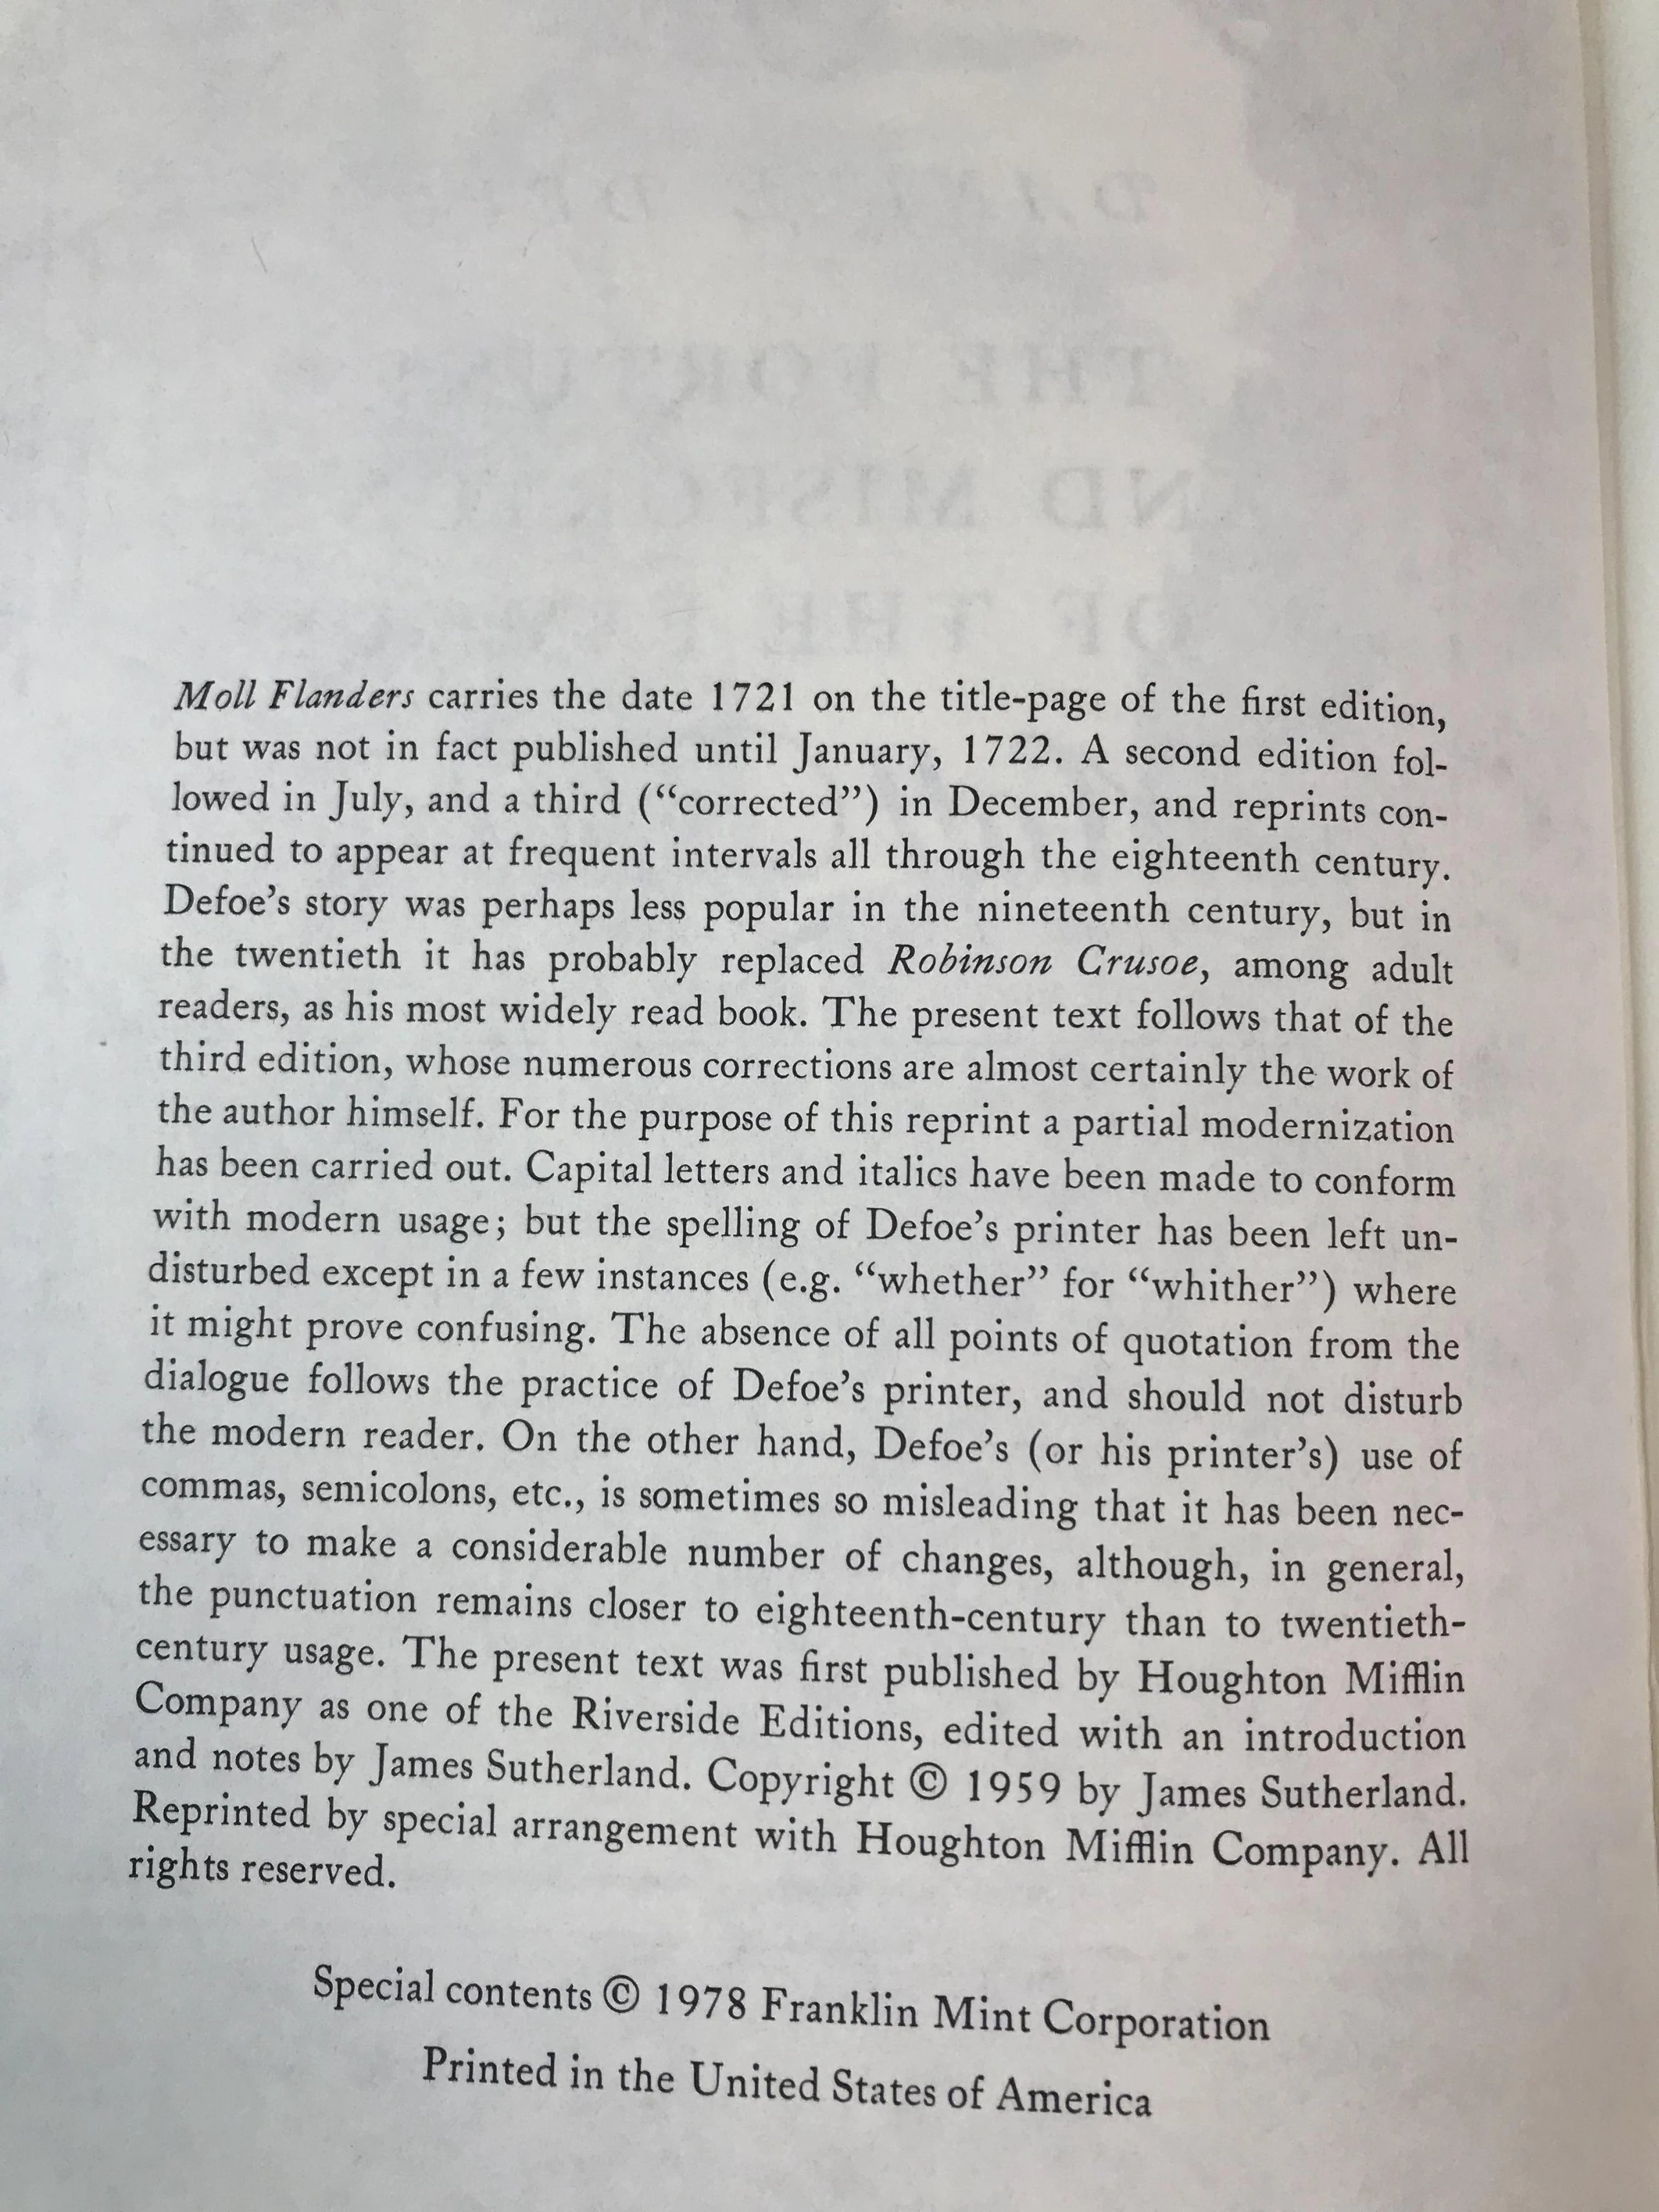 Moll Flanders carries the date 1721 on the title-page of the first edition,
but was not in fact published until January, 1722. A second edition fol-
lowed in July, and a third (“corrected”) in December, and reprints con-
tinued to appear at frequent intervals all through the eighteenth century.
Defoe’s story was perhaps less popular in the nineteenth century, but in
the twentieth it has probably replaced Robinson Crusoe, among adult
readers, as his most widely read book. The present text follows that of the
third edition, whose numerous corrections are almost certainly the work of
the author himself. For the purpose of this reprint a partial modernization
has been carried out. Capital letters and italics have been made to conform
with modern usage; but the spelling of Defoe’s printer has been left un-
disturbed except in a few instances (e.g. “whether” for “whither”) where
it might prove confusing. The absence of all points of quotation from the
dialogue follows the practice of Defoe’s printer, and should not disturb
the modern reader. On the other hand, Defoe’s (or his printer’s) use of
commas, semicolons, etc., is sometimes so misleading that it has been nec-
essary to make a considerable number of changes, although, in general,
the punctuation remains closer to eighteenth-century than to twentieth-
century usage. The present text was first published by Houghton Mifflin
Company as one of the Riverside Editions, edited with an introduction
and notes by James Sutherland. Copyright © 1959 by James Sutherland.
Reprinted by special arrangement with Houghton Mifflin Company. All
rights reserved.
Special contents © 1978 Franklin Mint Corporation
Printed in the United States of America